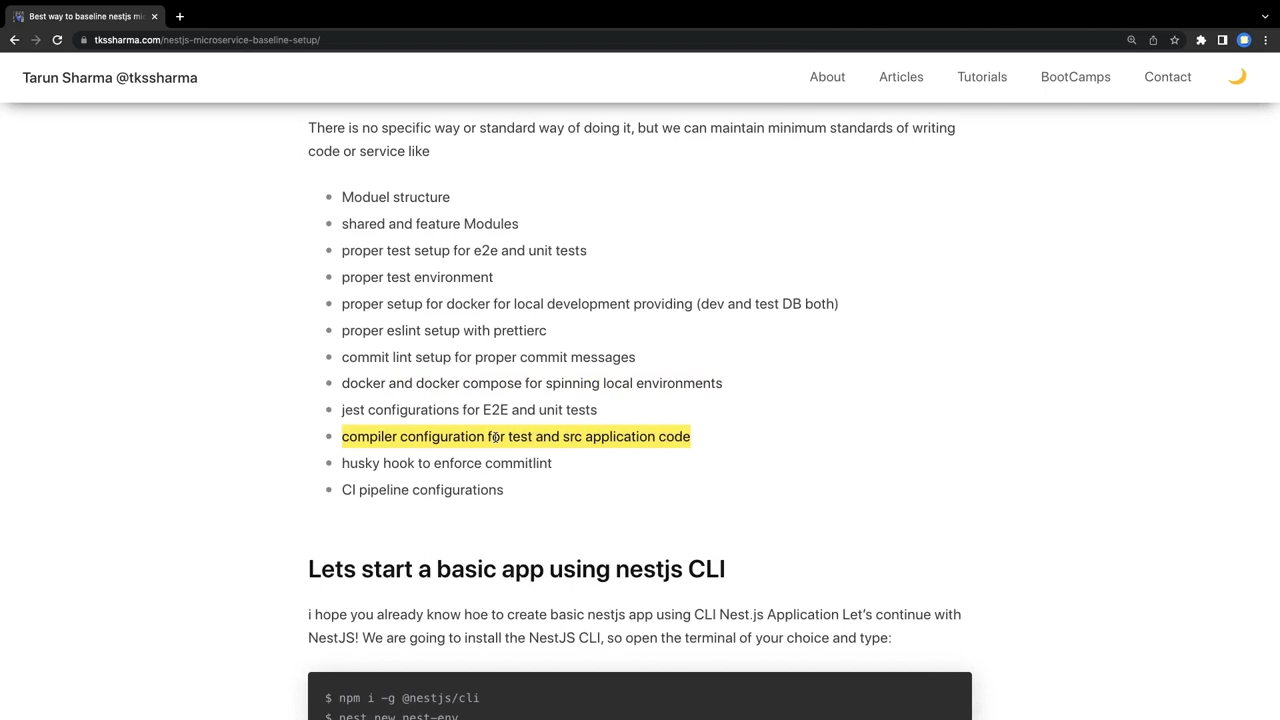 Best way to baseline nestjs mi
tkssharma.com/nestjs-microservice-baseline-setup/
Tarun Sharma @tkssharma
About
Articles
Tutorials
BootCamps
Contact
There is no specific way or standard way of doing it, but we can maintain minimum standards of writing
code or service like
Moduel structure
shared and feature Modules
proper test setup for e2e and unit tests
proper test environment
proper setup for docker for local development providing (dev and test DB both)
proper eslint setup with prettierc
commit lint setup for proper commit messages
docker and docker compose for spinning local environments
jest configurations for E2E and unit tests
compiler configuration for test and src application code
husky hook to enforce commitlint
CI pipeline configurations
Lets start a basic app using nestjs CLI
i hope you already know hoe to create basic nestjs app using CLI Nest.js Application Let’s continue with
NestJS! We are going to install the NestJS CLI, so open the terminal of your choice and type:
$ npm i -g @nestjs/cli
$ nest new nest-env